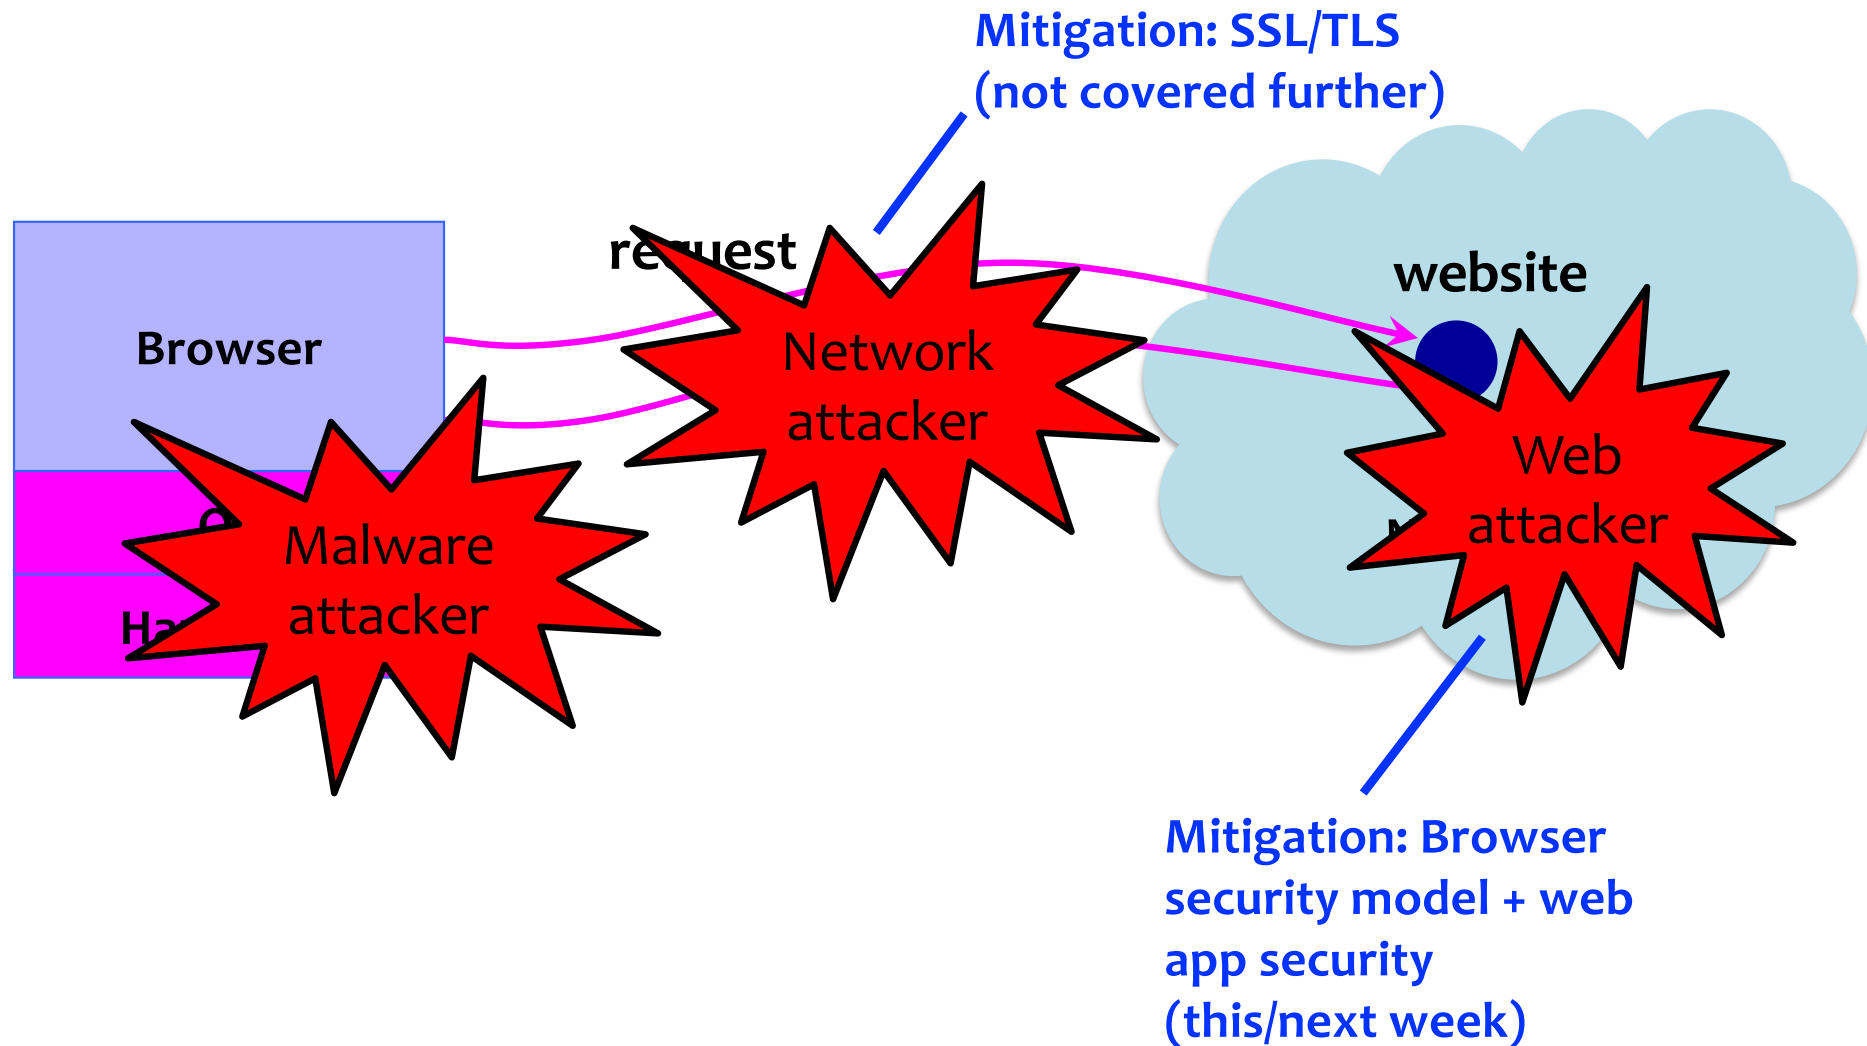 Mitigation: SSL/TLS
(not covered further)
request
website
Browser
Network
attacker
Web
attacker
Malware
attacker
Mitigation: Browser
security model + web
app security
(this/next week)